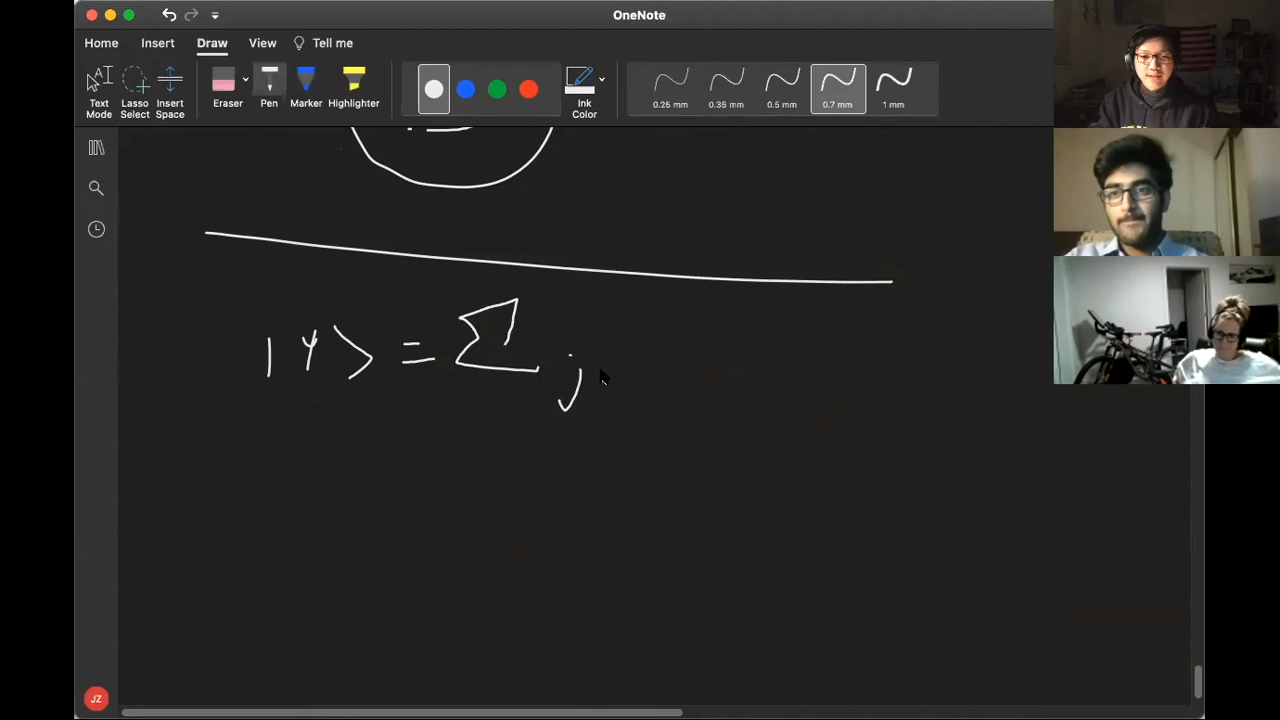 OneNote
Home Insert Draw View Tell me
Text Mode
Lasso Select
Insert Space
Eraser
Pen
Marker
Highlighter
Ink Color
0.25 mm
0.35 mm
0.5 mm
0.7 mm
1 mm
|ψ⟩ = Σ j
JZ